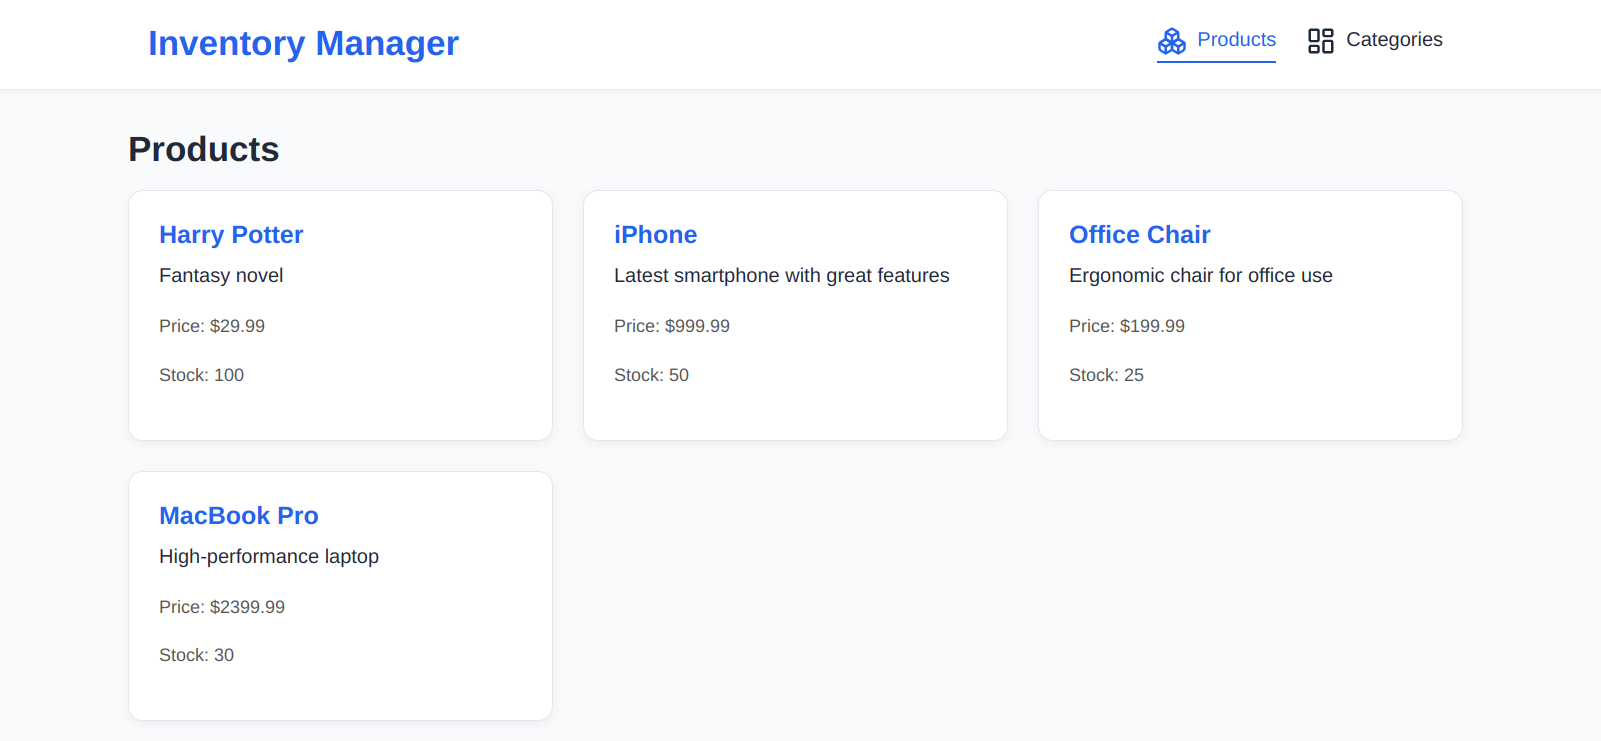 Inventory Manager
Products
Categories
Products
Harry Potter
Fantasy novel
Price: $29.99
Stock: 100
iPhone
Latest smartphone with great features
Price: $999.99
Stock: 50
Office Chair
Ergonomic chair for office use
Price: $199.99
Stock: 25
MacBook Pro
High-performance laptop
Price: $2399.99
Stock: 30